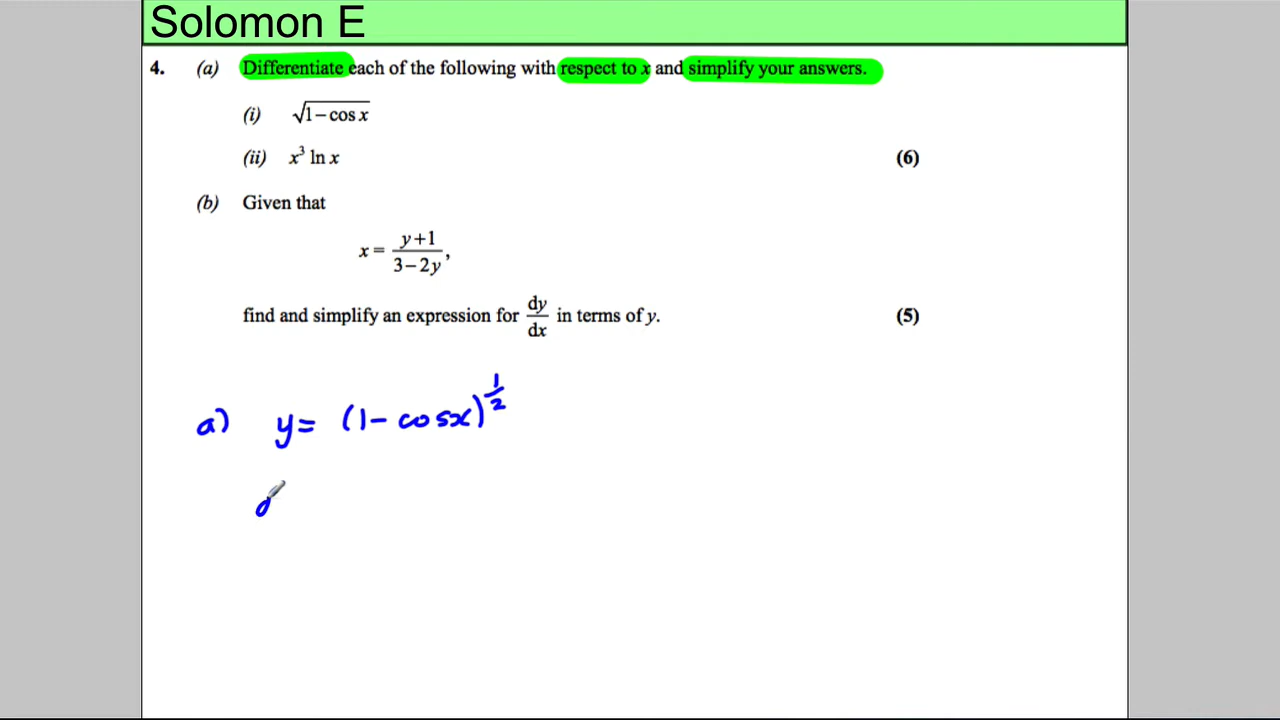 Solomon E
4. (a) Differentiate each of the following with respect to x and simplify your answers.
(i) √1 – cos x
(ii) x³ ln x (6)
(b) Given that
x = y + 1 / 3 – 2y ,
find and simplify an expression for dy/dx in terms of y. (5)
a) y = (1 - cosx)^1/2
d